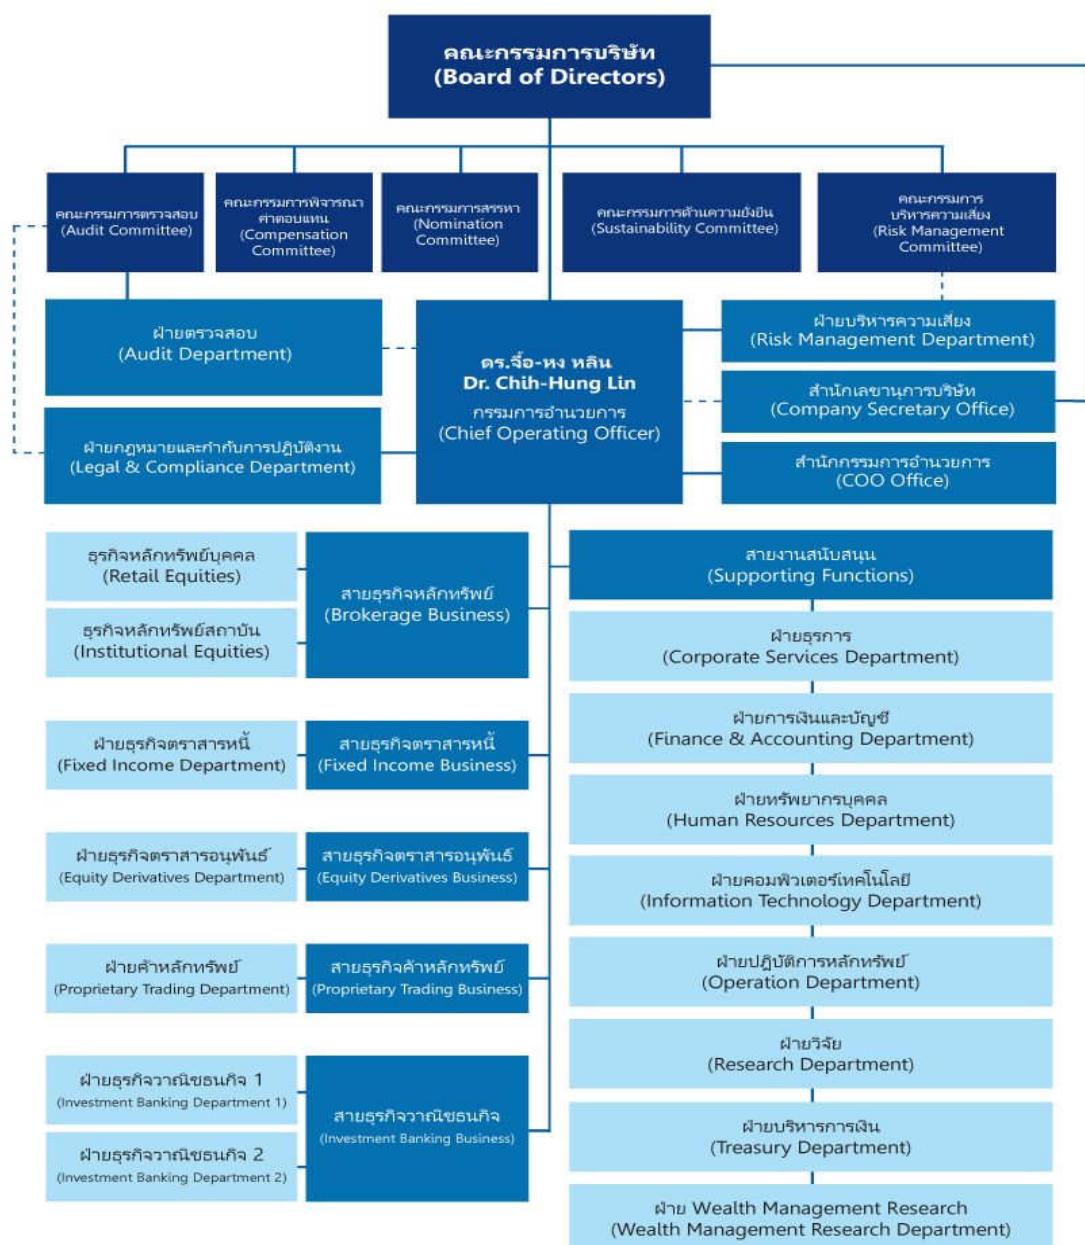 คณะกรรมการบริษัท
(Board of Directors)
คณะกรรมการตรวจสอบ
(Audit Committee)
คณะกรรมการพิจารณา
ค่าตอบแทน
(Compensation
Committee)
คณะกรรมการสรรหา
(Nomination
Committee)
คณะกรรมการด้านความยั่งยืน
(Sustainability Committee)
คณะกรรมการ
บริหารความเสี่ยง
(Risk Management
Committee)
ฝ่ายตรวจสอบ
(Audit Department)
ฝ่ายกฎหมายและกำกับการปฏิบัติงาน
(Legal & Compliance Department)
ดร.จื้อ-หง หลิน
Dr. Chih-Hung Lin
กรรมการอำนวยการ
(Chief Operating Officer)
ฝ่ายบริหารความเสี่ยง
(Risk Management Department)
สำนักเลขานุการบริษัท
(Company Secretary Office)
สำนักกรรมการอำนวยการ
(COO Office)
ธุรกิจหลักทรัพย์บุคคล
(Retail Equities)
ธุรกิจหลักทรัพย์สถาบัน
(Institutional Equities)
สายธุรกิจหลักทรัพย์
(Brokerage Business)
ฝ่ายธุรกิจตราสารหนี้
(Fixed Income Department)
สายธุรกิจตราสารหนี้
(Fixed Income Business)
ฝ่ายธุรกิจตราสารอนุพันธ์
(Equity Derivatives Department)
สายธุรกิจตราสารอนุพันธ์
(Equity Derivatives Business)
ฝ่ายค้าหลักทรัพย์
(Proprietary Trading Department)
สายธุรกิจค้าหลักทรัพย์
(Proprietary Trading Business)
ฝ่ายธุรกิจวาณิชธนกิจ 1
(Investment Banking Department 1)
ฝ่ายธุรกิจวาณิชธนกิจ 2
(Investment Banking Department 2)
สายธุรกิจวาณิชธนกิจ
(Investment Banking Business)
สายงานสนับสนุน
(Supporting Functions)
ฝ่ายธุรการ
(Corporate Services Department)
ฝ่ายการเงินและบัญชี
(Finance & Accounting Department)
ฝ่ายทรัพยากรบุคคล
(Human Resources Department)
ฝ่ายคอมพิวเตอร์เทคโนโลยี
(Information Technology Department)
ฝ่ายปฏิบัติการหลักทรัพย์
(Operation Department)
ฝ่ายวิจัย
(Research Department)
ฝ่ายบริหารการเงิน
(Treasury Department)
ฝ่าย Wealth Management Research
(Wealth Management Research Department)